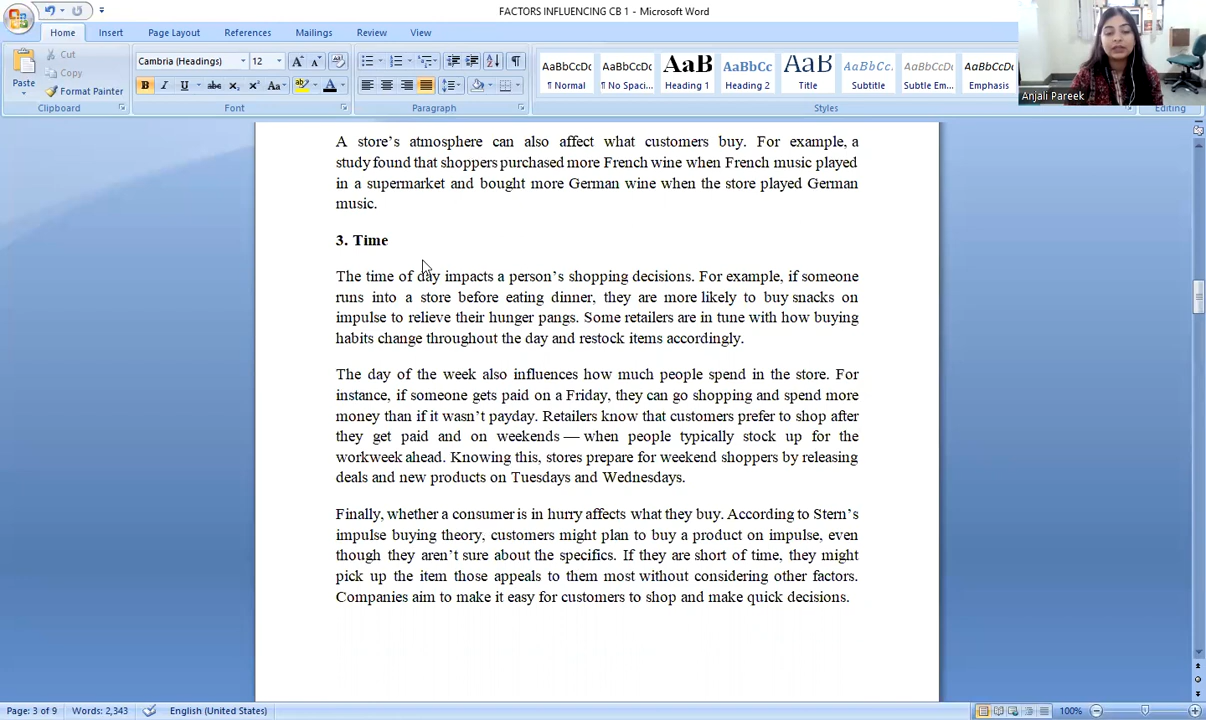 FACTORS INFLUENCING CB 1 - Microsoft Word
Home Insert Page Layout References Mailings Review View
Paste
Cut
Copy
Format Painter
Clipboard
Cambria (Headings) 12
Font
Paragraph
AaBbCcDc AaBbCcDc AaB AaBbCc AaB AaBbCc AaBbCcDc AaBbCcDc
¶ Normal ¶ No Spaci... Heading 1 Heading 2 Title Subtitle Subtle Em... Emphasis
Styles
Editing
Anjali Pareek
A store's atmosphere can also affect what customers buy. For example, a
study found that shoppers purchased more French wine when French music played
in a supermarket and bought more German wine when the store played German
music.
3. Time
The time of day impacts a person's shopping decisions. For example, if someone
runs into a store before eating dinner, they are more likely to buy snacks on
impulse to relieve their hunger pangs. Some retailers are in tune with how buying
habits change throughout the day and restock items accordingly.
The day of the week also influences how much people spend in the store. For
instance, if someone gets paid on a Friday, they can go shopping and spend more
money than if it wasn't payday. Retailers know that customers prefer to shop after
they get paid and on weekends — when people typically stock up for the
workweek ahead. Knowing this, stores prepare for weekend shoppers by releasing
deals and new products on Tuesdays and Wednesdays.
Finally, whether a consumer is in hurry affects what they buy. According to Stern's
impulse buying theory, customers might plan to buy a product on impulse, even
though they aren't sure about the specifics. If they are short of time, they might
pick up the item those appeals to them most without considering other factors.
Companies aim to make it easy for customers to shop and make quick decisions.
Page: 3 of 9 Words: 2,343 English (United States) 100%